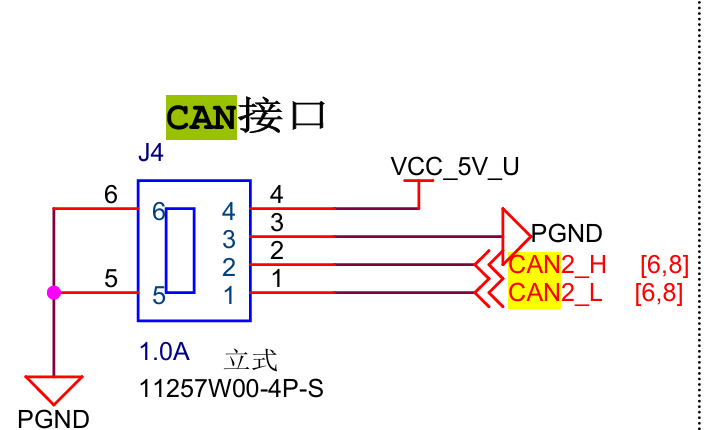 CAN接口
J4
VCC_5V_U
6 6 4 4
3 3 PGND
2 2 CAN2_H [6,8]
5 5 1 1 CAN2_L [6,8]
1.0A 立式
11257W00-4P-S
PGND